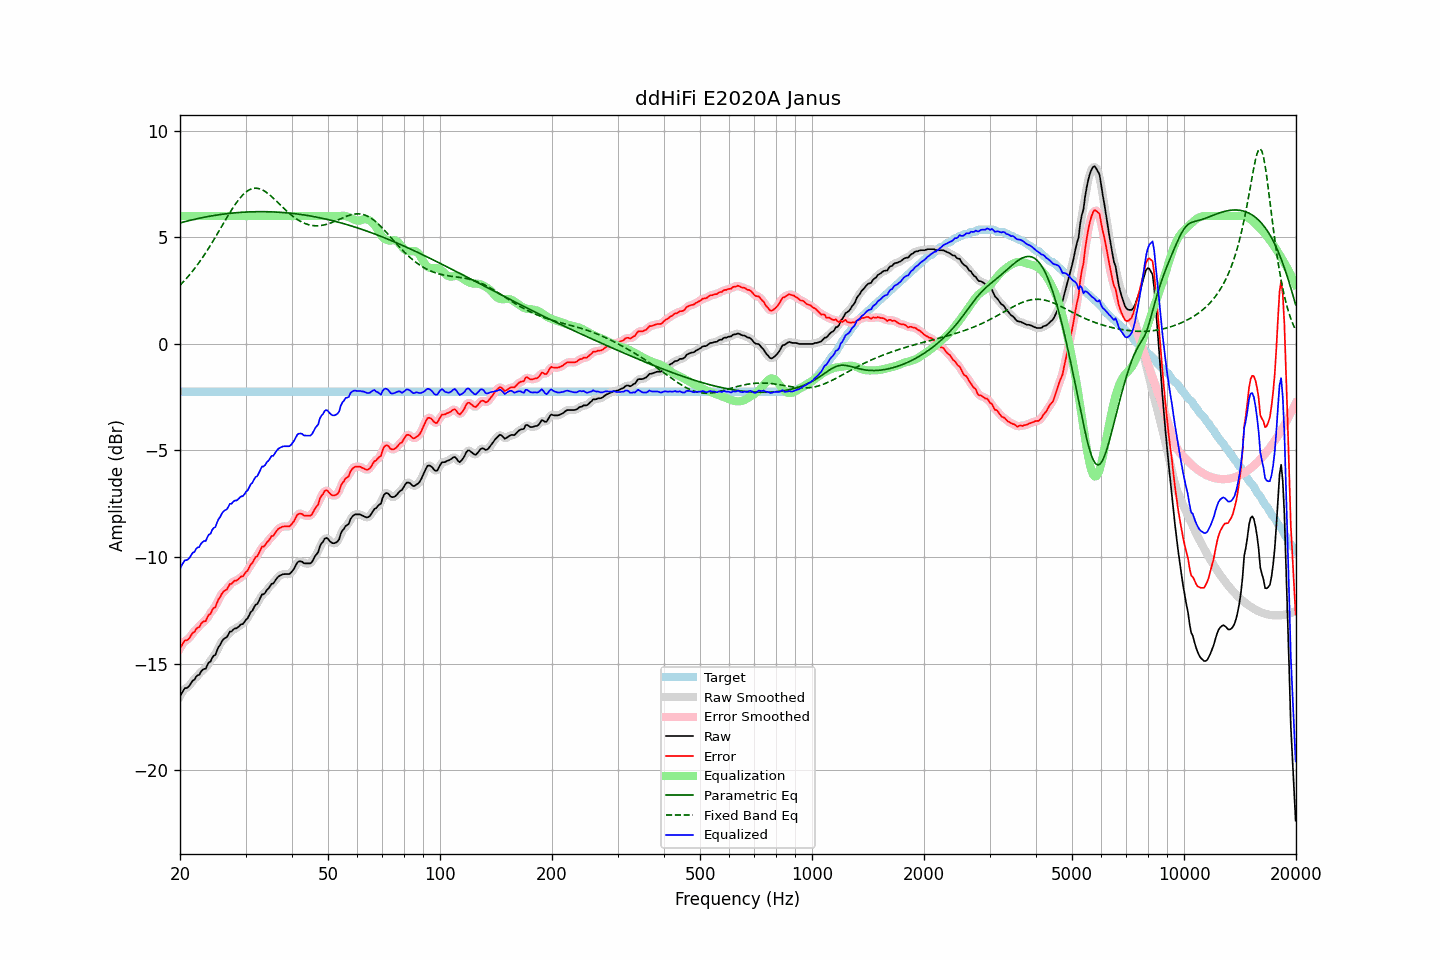 ddHiFi E2020A Janus
Amplitude (dBr)
10
5
0
−5
−10
−15
−20
20
50
100
200
500
1000
2000
5000
10000
20000
Frequency (Hz)
Target
Raw Smoothed
Error Smoothed
Raw
Error
Equalization
Parametric Eq
Fixed Band Eq
Equalized